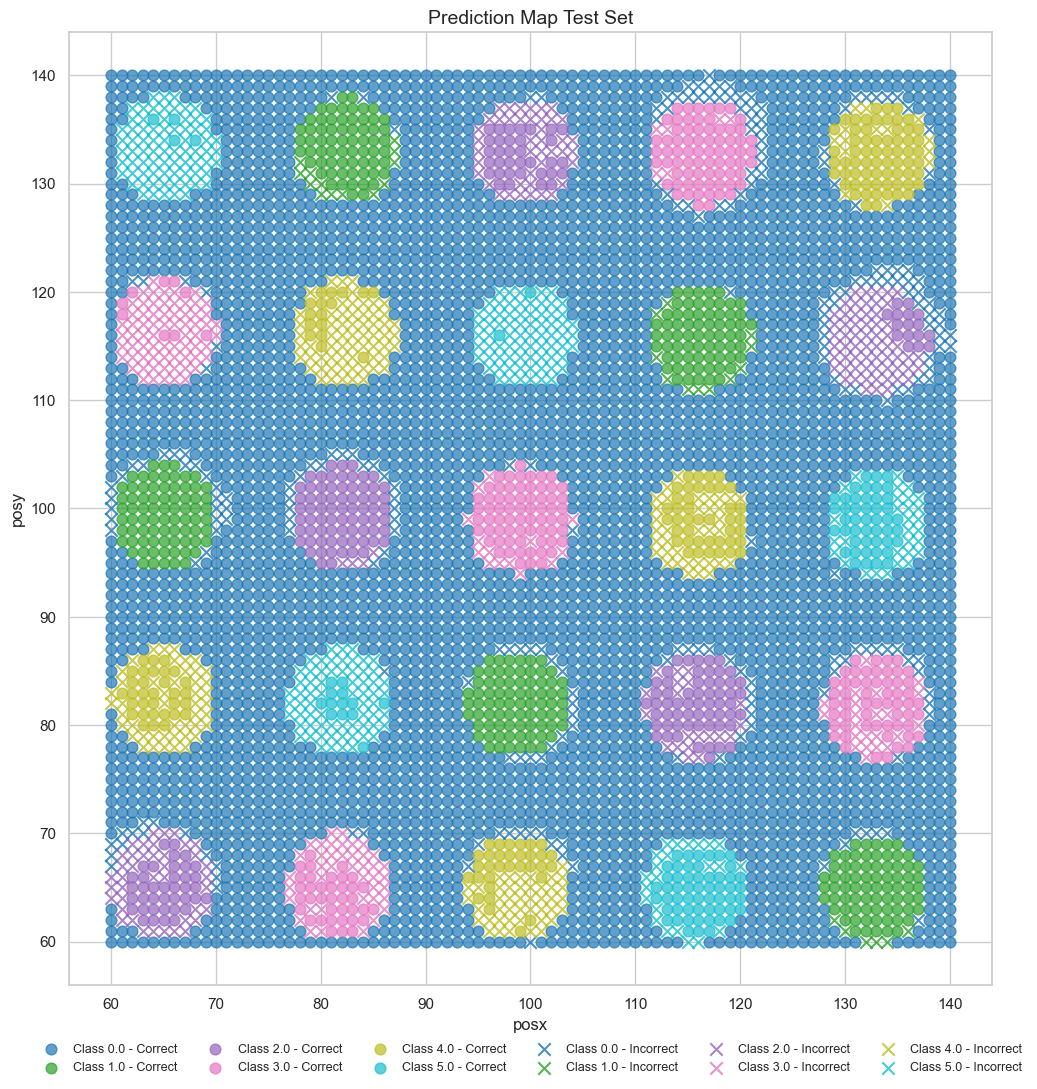 Prediction Map Test Set
140
130
120
110
100
90
80
70
60
posy
60 70 80 90 100 110 120 130 140
posx
Class 0.0 - Correct Class 2.0 - Correct Class 4.0 - Correct Class 0.0 - Incorrect Class 2.0 - Incorrect Class 4.0 - Incorrect
Class 1.0 - Correct Class 3.0 - Correct Class 5.0 - Correct Class 1.0 - Incorrect Class 3.0 - Incorrect Class 5.0 - Incorrect